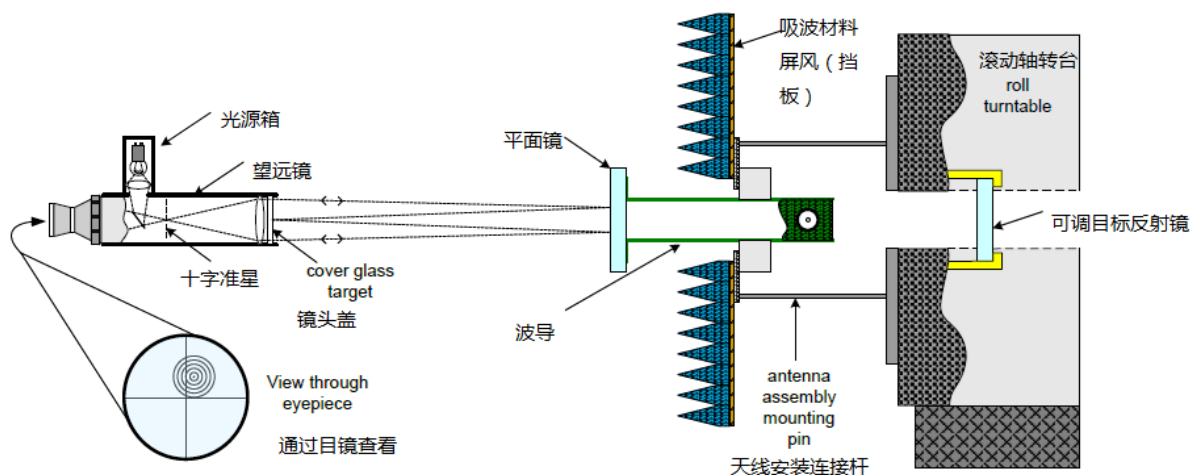 光源箱
望远镜
十字准星
cover glass
target
镜头盖
View through
eyepiece
通过目镜查看
平面镜
波导
吸波材料
屏风（挡
板）
antenna
assembly
mounting
pin
天线安装连接杆
滚动轴转台
roll
turntable
可调目标反射镜